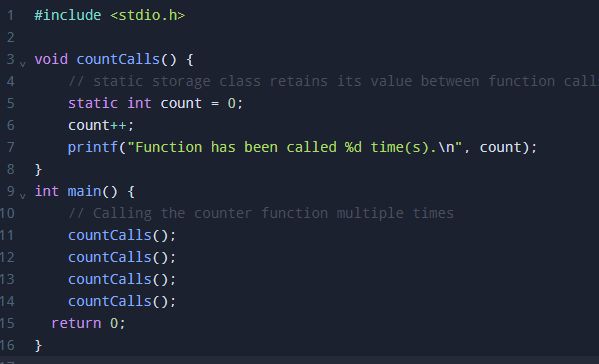 1 #include <stdio.h>
2
3 void countCalls() {
4 // static storage class retains its value between function call
5 static int count = 0;
6 count++;
7 printf("Function has been called %d time(s).\n", count);
8 }
9 int main() {
10 // Calling the counter function multiple times
11 countCalls();
12 countCalls();
13 countCalls();
14 countCalls();
15 return 0;
16 }